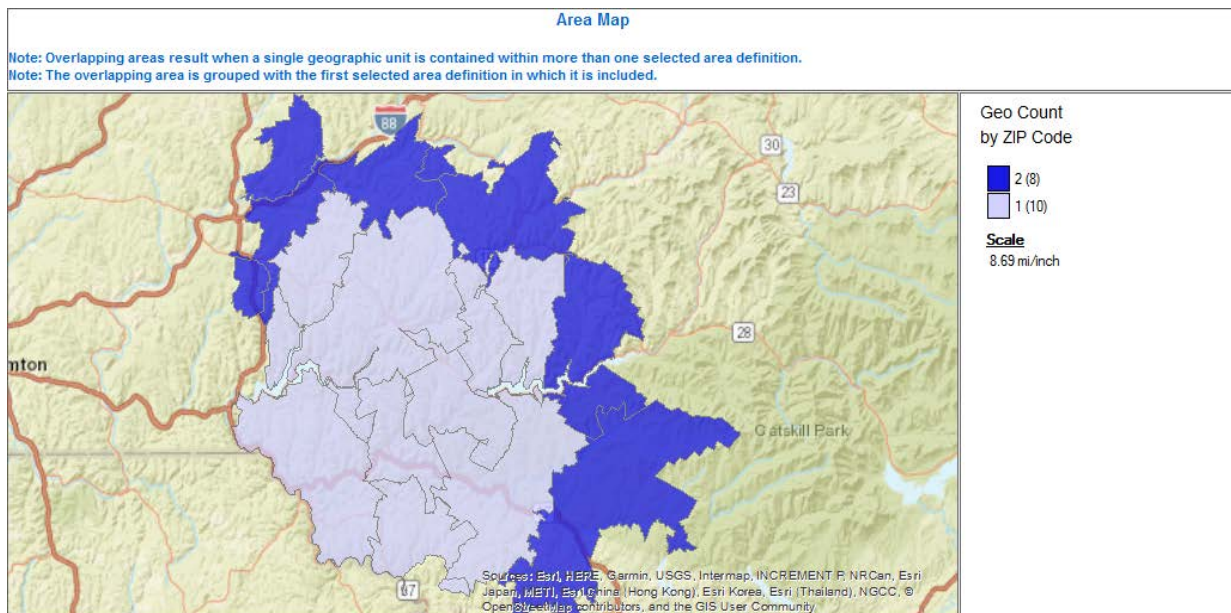 Area Map
Note: Overlapping areas result when a single geographic unit is contained within more than one selected area definition.
Note: The overlapping area is grouped with the first selected area definition in which it is included.
Geo Count
by ZIP Code
2 (8)
1 (10)
Scale
8.69 mi/inch
88
30
23
28
mton
Catskill Park
Sources: Esri, HERE, Garmin, USGS, Intermap, INCREMENT P, NRCan, Esri
Japan, METI, Esri China (Hong Kong), Esri Korea, Esri (Thailand), NGCC, ©
OpenStreetMap contributors, and the GIS User Community